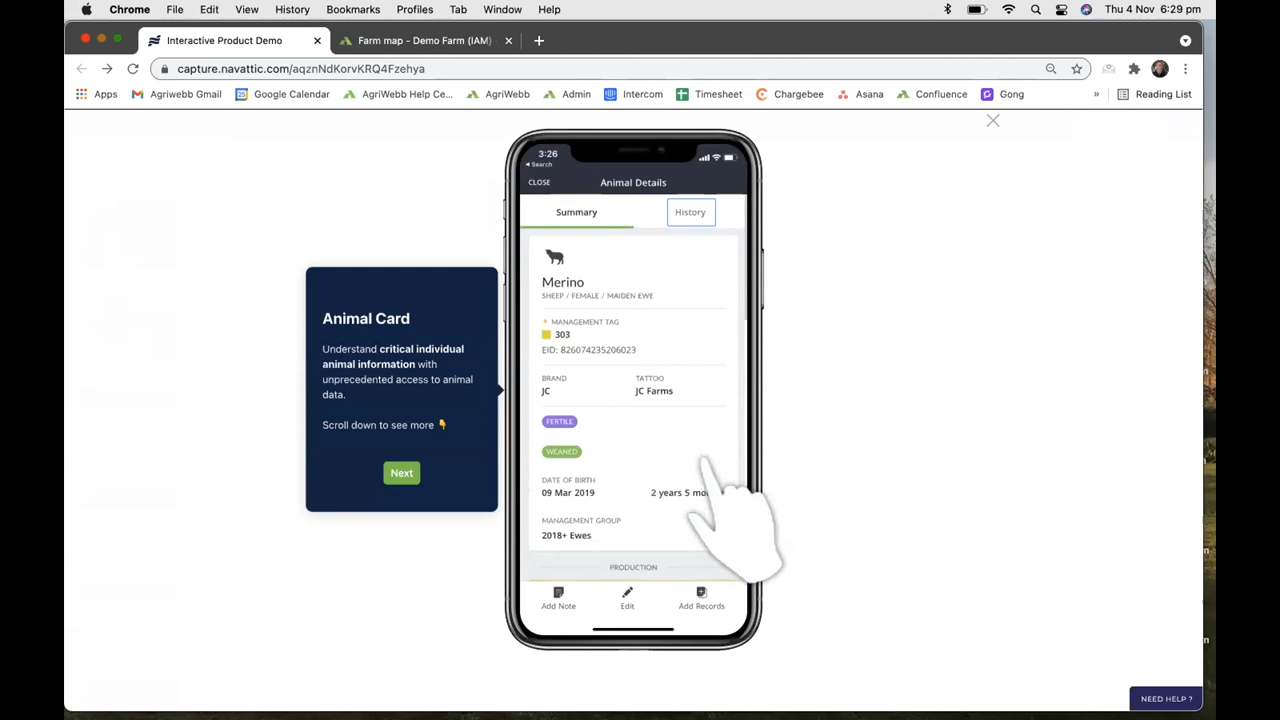 Chrome File Edit View History Bookmarks Profiles Tab Window Help Thu 4 Nov 6:29 pm
Interactive Product Demo Farm map - Demo Farm (IAM)
capture.navattic.com/aqznNdKorvKRQ4Fzehya
Apps Agriwebb Gmail Google Calendar AgriWebb Help Ce... AgriWebb Admin Intercom Timesheet Chargebee Asana Confluence Gong » Reading List
3:26
Search
CLOSE Animal Details
Summary History
Merino
SHEEP / FEMALE / MAIDEN EWE
MANAGEMENT TAG
303
EID: 826074235206023
BRAND TATTOO
JC JC Farms
FERTILE
WEANED
DATE OF BIRTH
09 Mar 2019 2 years 5
MANAGEMENT GROUP
2018+ Ewes
PRODUCTION
Add Note Edit Add Records
Animal Card
Understand critical individual
animal information with
unprecedented access to animal
data.
Scroll down to see more 👇
Next
NEED HELP ?